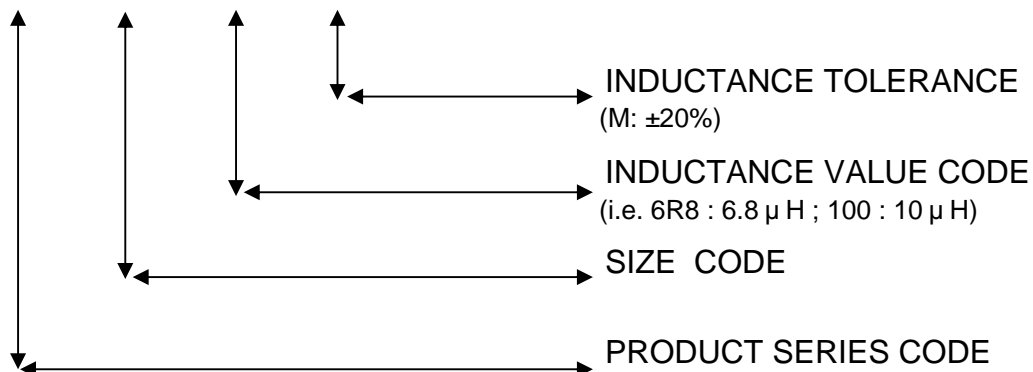 INDUCTANCE TOLERANCE
(M: ±20%)
INDUCTANCE VALUE CODE
(i.e. 6R8 : 6.8 μ H ; 100 : 10 μ H)
SIZE CODE
PRODUCT SERIES CODE